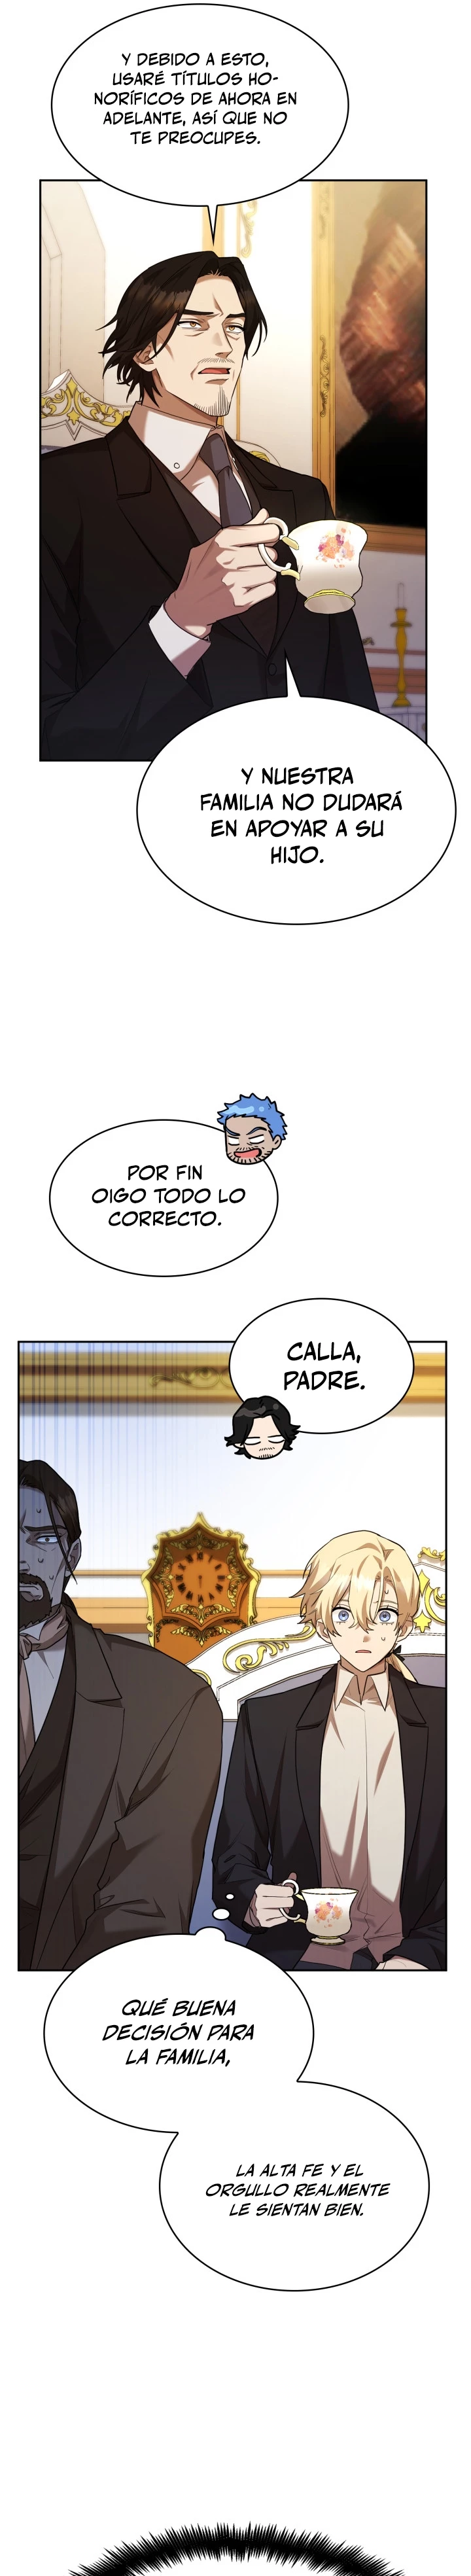 Y DEBIDO A ESTO,
USARÉ TÍTULOS HO-
NORÍFICOS DE AHORA EN
ADELANTE, ASÍ QUE NO
TE PREOCUPES.
Y NUESTRA
FAMILIA NO DUDARÁ
EN APOYAR A SU
HIJO.
POR FIN
OIGO TODO LO
CORRECTO.
CALLA,
PADRE.
QUÉ BUENA
DECISIÓN PARA
LA FAMILIA,
LA ALTA FE Y EL
ORGULLO REALMENTE
LE SIENTAN BIEN.